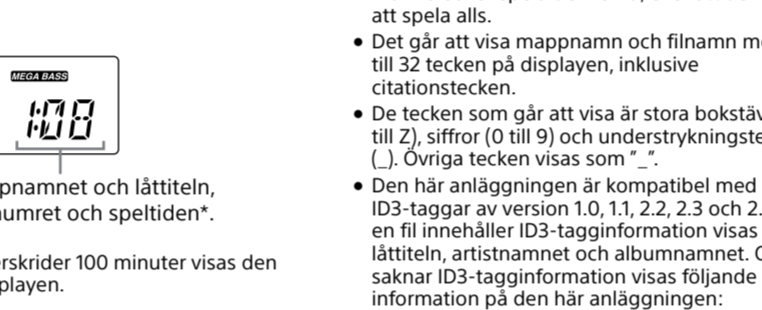 MEGA BASS
1:08
pnamnet och låttiteln,
umret och speltiden*.
rskrider 100 minuter visas den
playen.
att spela alls.
• Det går att visa mappnamn och filnamn m
till 32 tecken på displayen, inklusive
citationstecken.
• De tecken som går att visa är stora bokstäv
till Z), siffror (0 till 9) och understrykningste
(_). Övriga tecken visas som "_".
• Den här anläggningen är kompatibel med
ID3-taggar av version 1.0, 1.1, 2.2, 2.3 och 2.
en fil innehåller ID3-tagginformation visas
låttiteln, artistnamnet och albumnamnet.
saknar ID3-tagginformation visas följande
information på den här anläggningen: